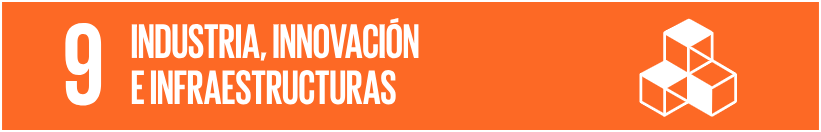 9 INDUSTRIA, INNOVACIÓN
E INFRAESTRUCTURAS